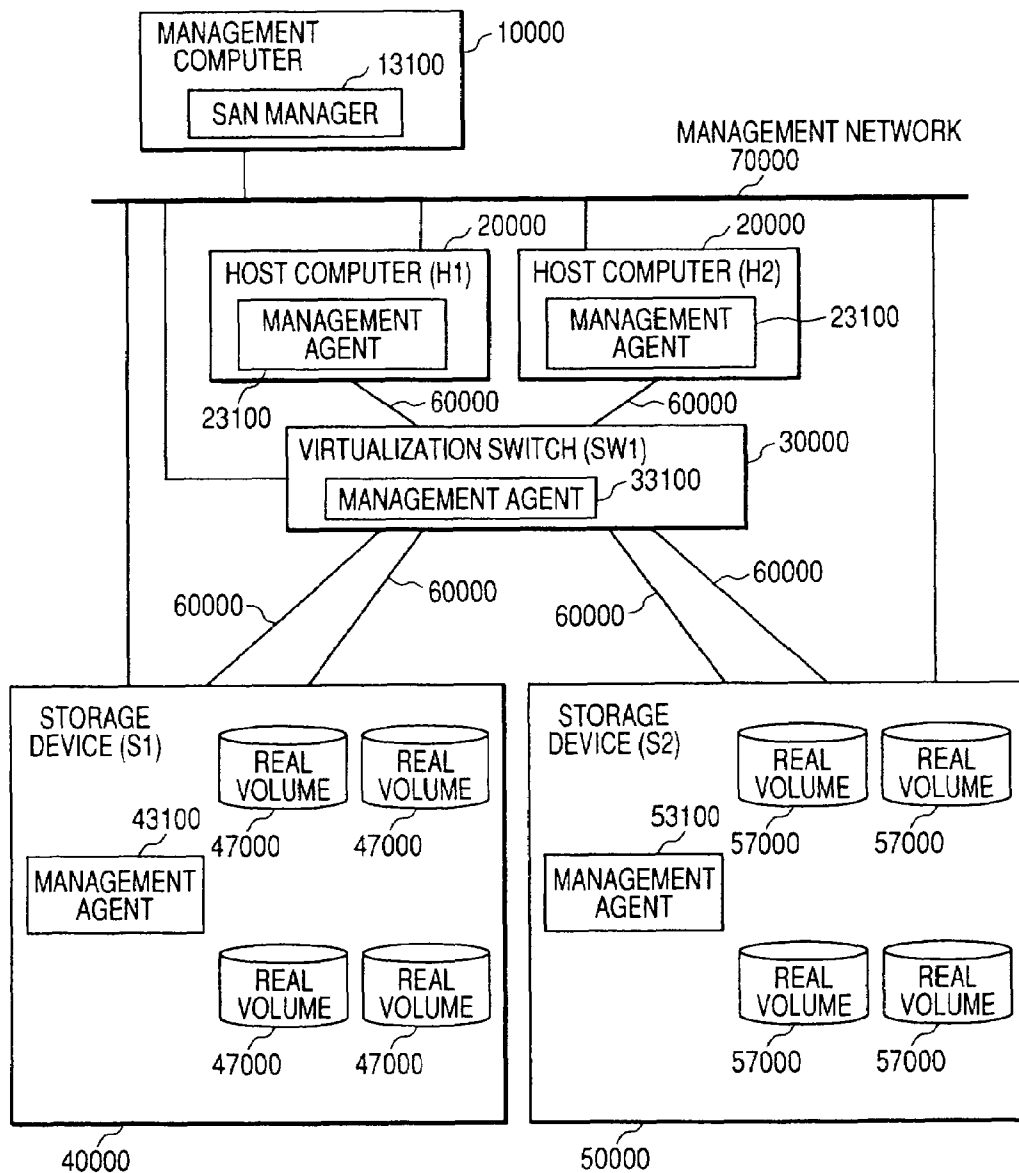 MANAGEMENT
COMPUTER
10000
13100
SAN MANAGER
MANAGEMENT NETWORK
70000
20000
20000
HOST COMPUTER (H1)
MANAGEMENT
AGENT
HOST COMPUTER (H2)
MANAGEMENT
AGENT
23100
23100
60000
60000
VIRTUALIZATION SWITCH (SW1)
30000
MANAGEMENT AGENT
33100
60000
60000
60000
60000
STORAGE
DEVICE (S1)
REAL
VOLUME
47000
REAL
VOLUME
47000
43100
MANAGEMENT
AGENT
REAL
VOLUME
47000
REAL
VOLUME
47000
40000
STORAGE
DEVICE (S2)
REAL
VOLUME
57000
REAL
VOLUME
57000
53100
MANAGEMENT
AGENT
REAL
VOLUME
57000
REAL
VOLUME
57000
50000